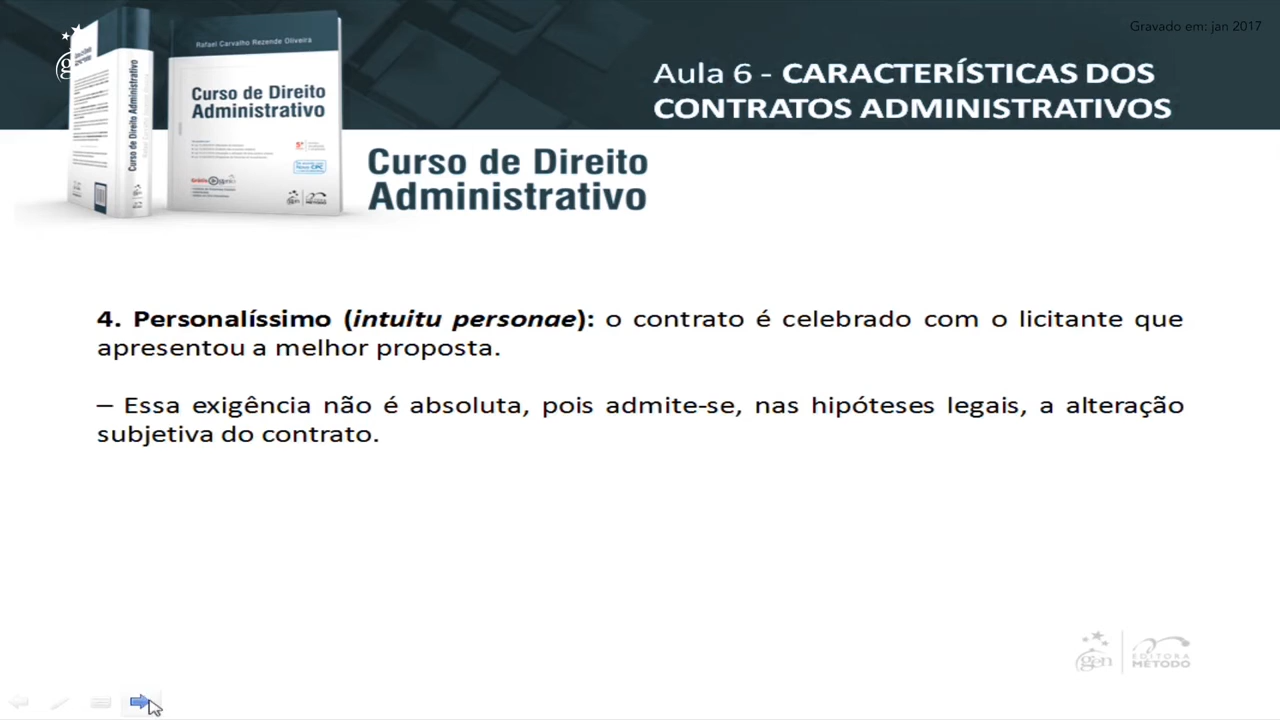 Gravado em: jan 2017
Aula 6 - CARACTERÍSTICAS DOS
CONTRATOS ADMINISTRATIVOS
Rafael Carvalho Rezende Oliveira
Curso de Direito
Administrativo
Curso de Direito Administrativo
Curso de Direito
Administrativo
4. Personalíssimo (intuitu personae): o contrato é celebrado com o licitante que
apresentou a melhor proposta.
– Essa exigência não é absoluta, pois admite-se, nas hipóteses legais, a alteração
subjetiva do contrato.
gen
EDITORA
MÉTODO